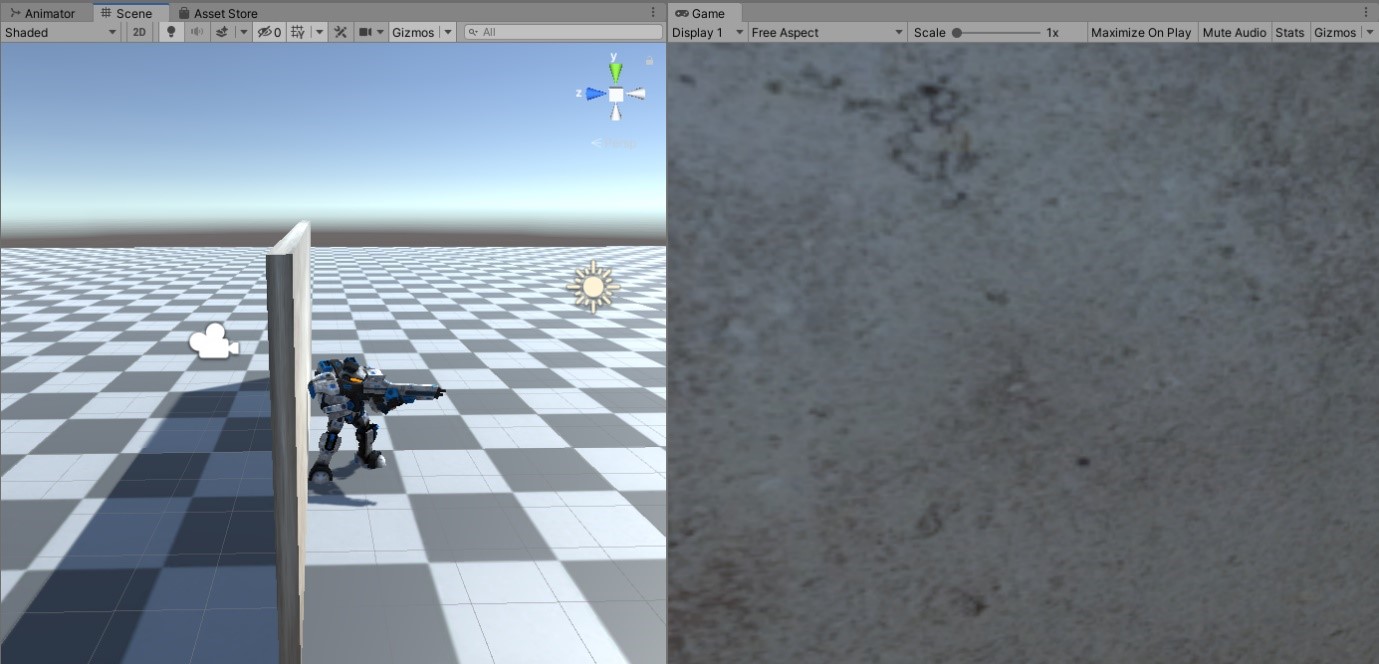 Animator Scene Asset Store
Shaded 2D 0 Gizmos All
y
z
Game
Display 1 Free Aspect Scale 1x Maximize On Play Mute Audio Stats Gizmos